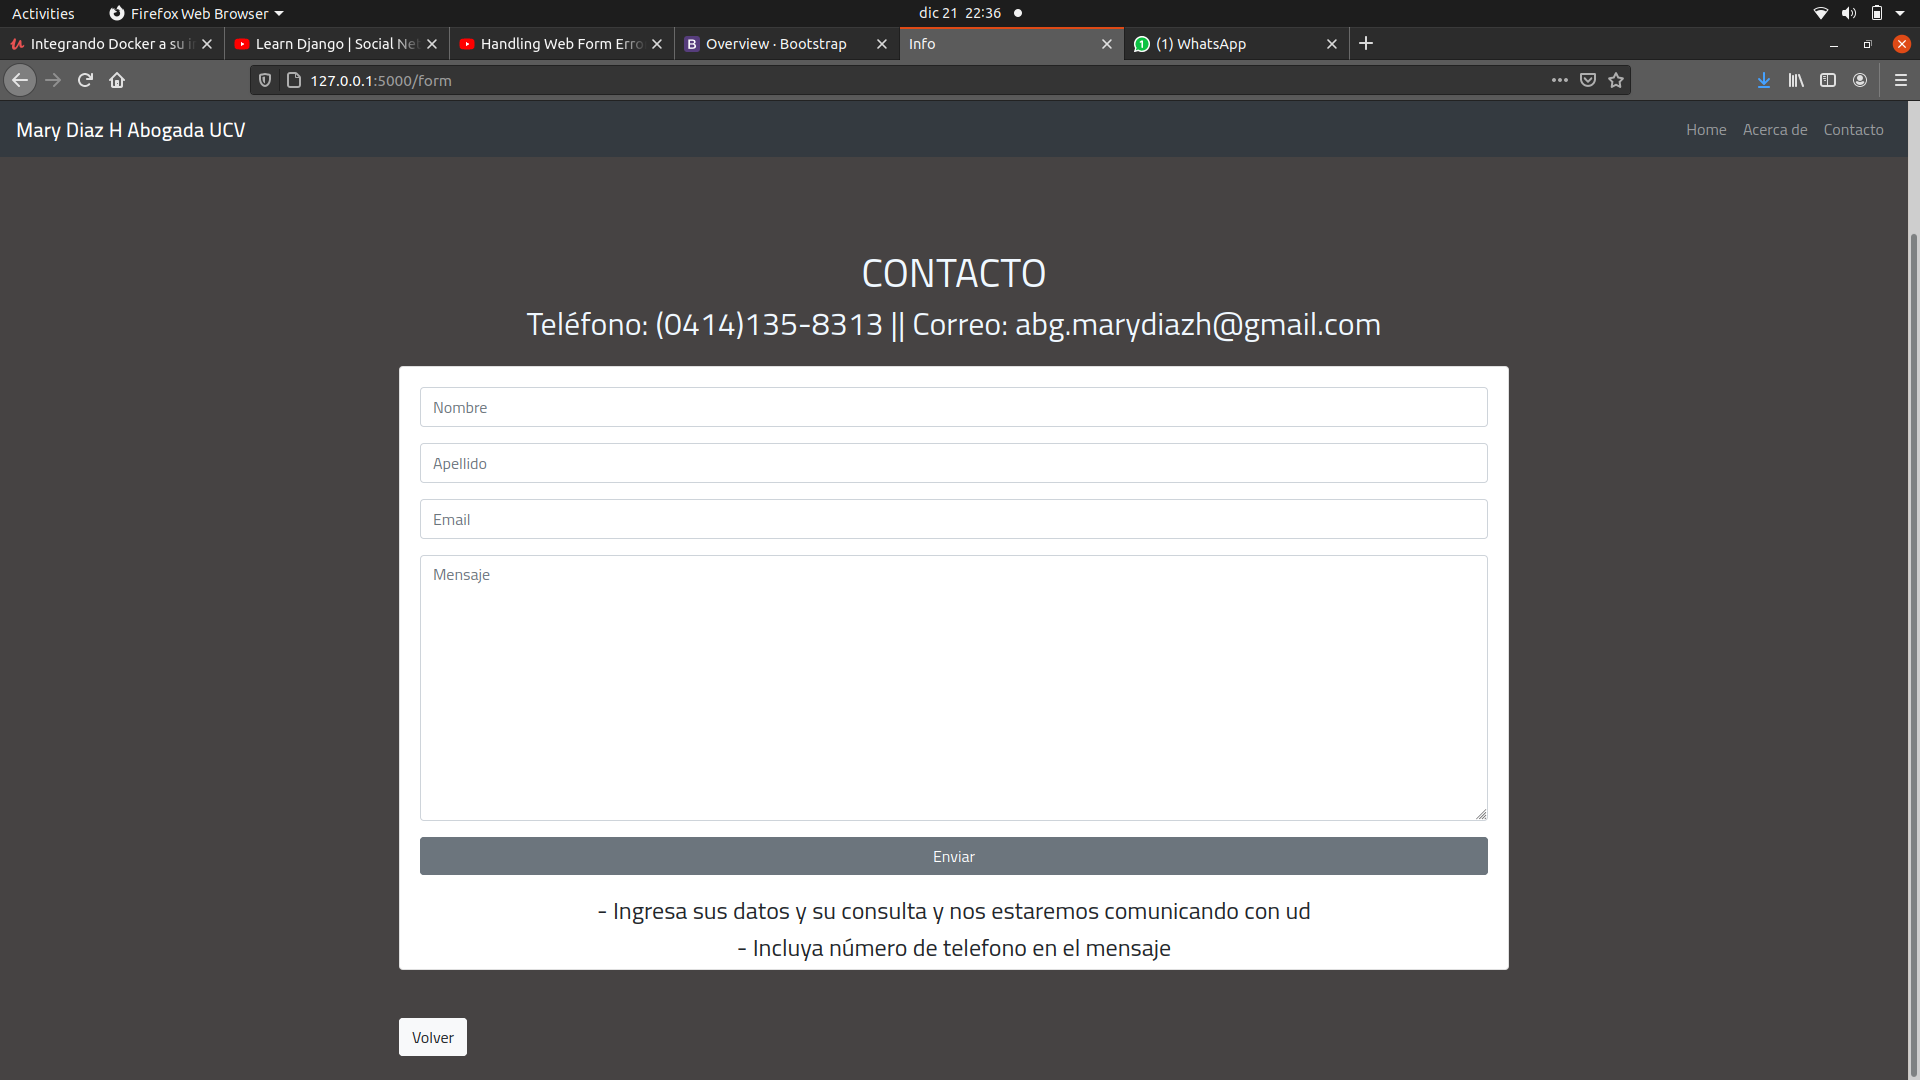 Activities Firefox Web Browser dic 21 22:36
Integrando Docker a su i Learn Django | Social Ne Handling Web Form Erro Overview · Bootstrap Info (1) WhatsApp
127.0.0.1:5000/form
Mary Diaz H Abogada UCV Home Acerca de Contacto
CONTACTO
Teléfono: (0414)135-8313 || Correo: abg.marydiazh@gmail.com
Nombre
Apellido
Email
Mensaje
Enviar
- Ingresa sus datos y su consulta y nos estaremos comunicando con ud
- Incluya número de telefono en el mensaje
Volver